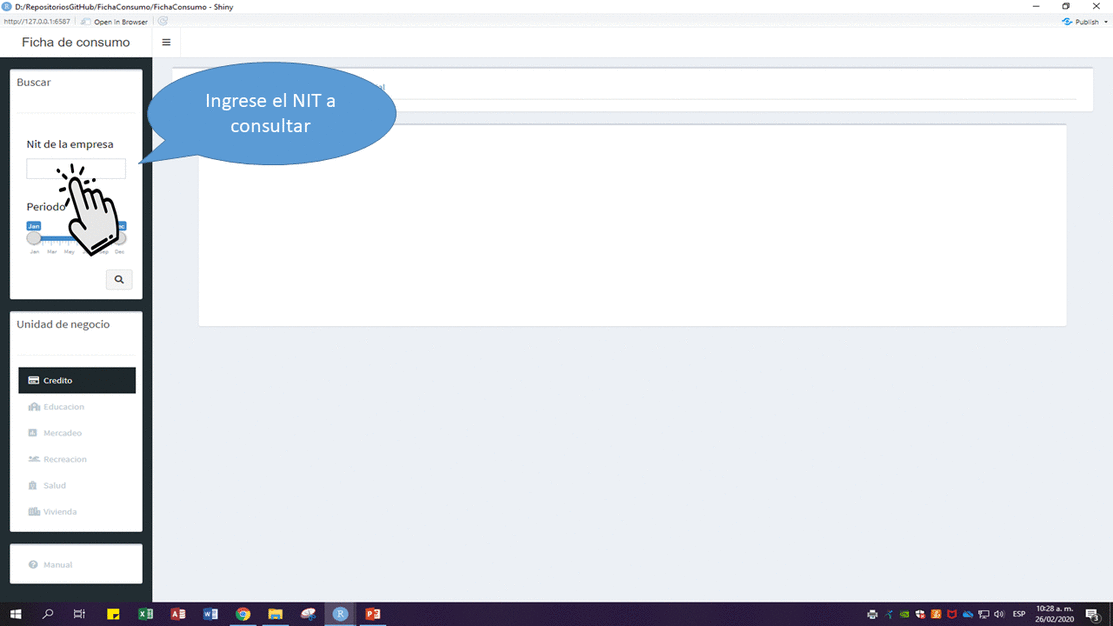 D:/RepositoriosGitHub/FichaConsumo/FichaConsumo - Shiny
http://127.0.0.1:6587
Open in Browser
Publish
Ficha de consumo
Buscar
Ingrese el NIT a
consultar
Nit de la empresa
Periodo
Jan
Jan Mar May Sep Dec
Unidad de negocio
Credito
Educacion
Mercadeo
Recreacion
Salud
Vivienda
Manual
ESP
10:28 a. m.
26/02/2020
3